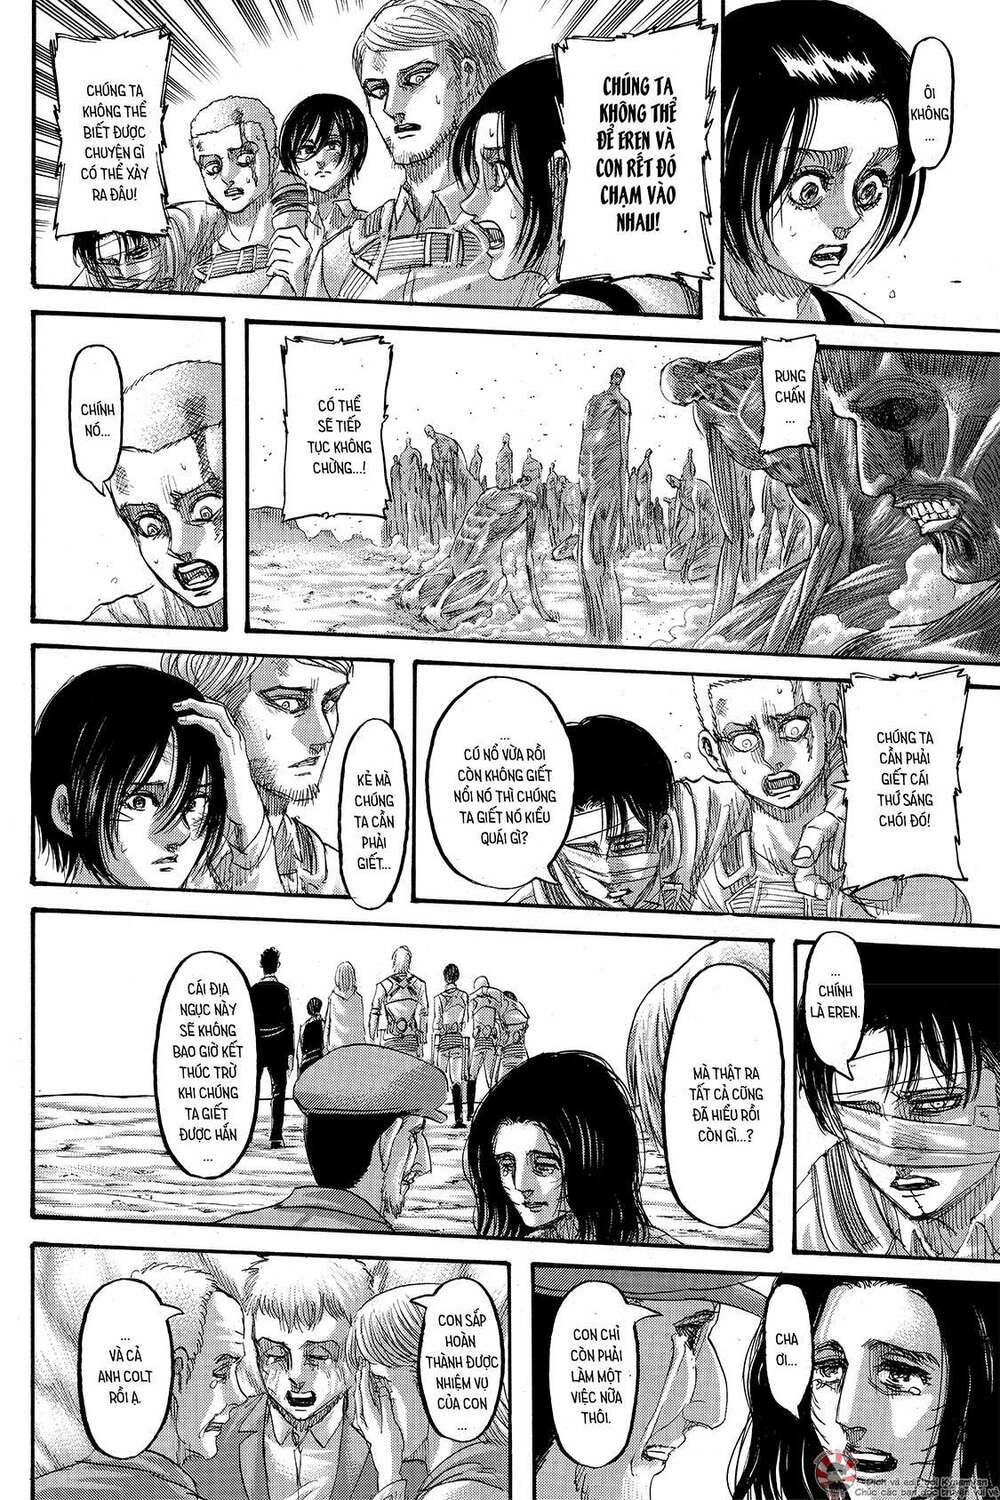 ÔI
KHÔNG
...
CHÚNG TA
KHÔNG THỂ
ĐỂ EREN VÀ
CON RẾT ĐÓ
CHẠM VÀO
NHAU!
CHÚNG TA
KHÔNG THỂ
BIẾT ĐƯỢC
CHUYỆN GÌ
CÓ THỂ XẢY
RA ĐÂU!
RUNG
CHẤN
...
...
CÓ THỂ
SẼ TIẾP
TỤC KHÔNG
CHỪNG...!
CHÍNH
NÓ...
CHÚNG TA
CẦN PHẢI
GIẾT CÁI
THỨ SÁNG
CHÓI ĐÓ!
CÚ NỔ VỪA RỒI
CÒN KHÔNG GIẾT
NỔI NÓ THÌ CHÚNG
TA GIẾT NÓ KIỂU
QUÁI GÌ?
KẺ MÀ
CHÚNG
TA CẦN
PHẢI
GIẾT...
...
CHÍNH
LÀ EREN.
MÀ THẬT RA
TẤT CẢ CŨNG
ĐÃ HIỂU RỒI
CÒN GÌ...?
CÁI ĐỊA
NGỤC NÀY
SẼ KHÔNG
BAO GIỜ KẾT
THÚC TRỪ
KHI CHÚNG
TA GIẾT
ĐƯỢC HẮN
...
CHA
ƠI...
CON CHỈ
CÒN PHẢI
LÀM MỘT
VIỆC NỮA
THÔI.
CON SẮP
HOÀN
THÀNH ĐƯỢC
NHIỆM VỤ
CỦA CON
...
VÀ CẢ
ANH COLT
RỒI Ạ.